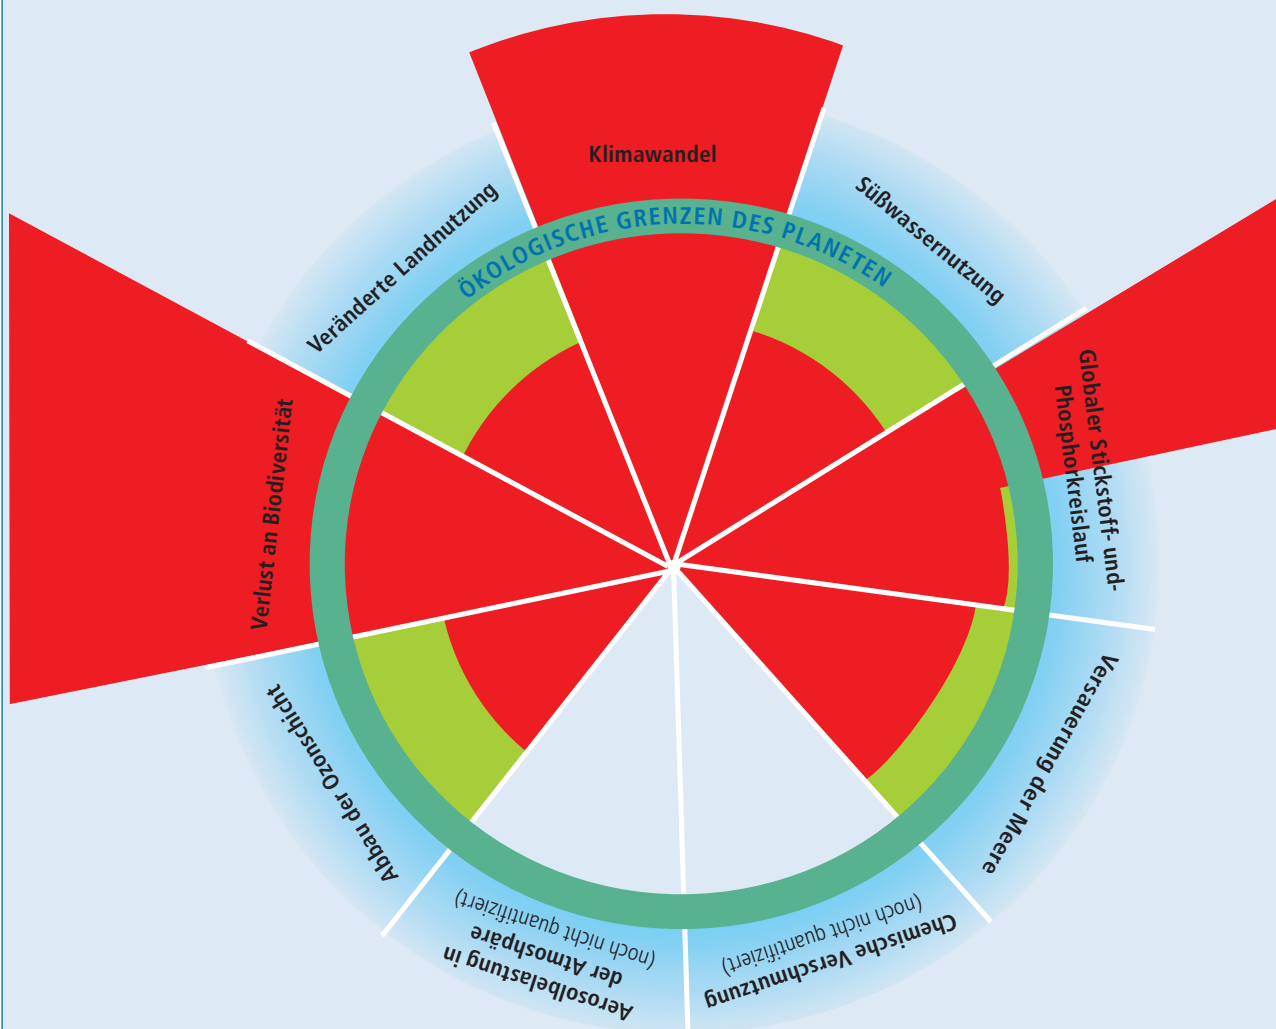 Klimawandel
ÖKOLOGISCHE GRENZEN DES PLANETEN
Süßwassernutzung
Globaler Stickstoff- und-
Phosphorkreislauf
Versauerung der Meere
Chemische Verschmutzung
(noch nicht quantifiziert)
Aerosolbelastung in
der Atmoshpäre
(noch nicht quantifiziert)
Abbau der Ozonschicht
Verlust an Biodiversität
Veränderte Landnutzung